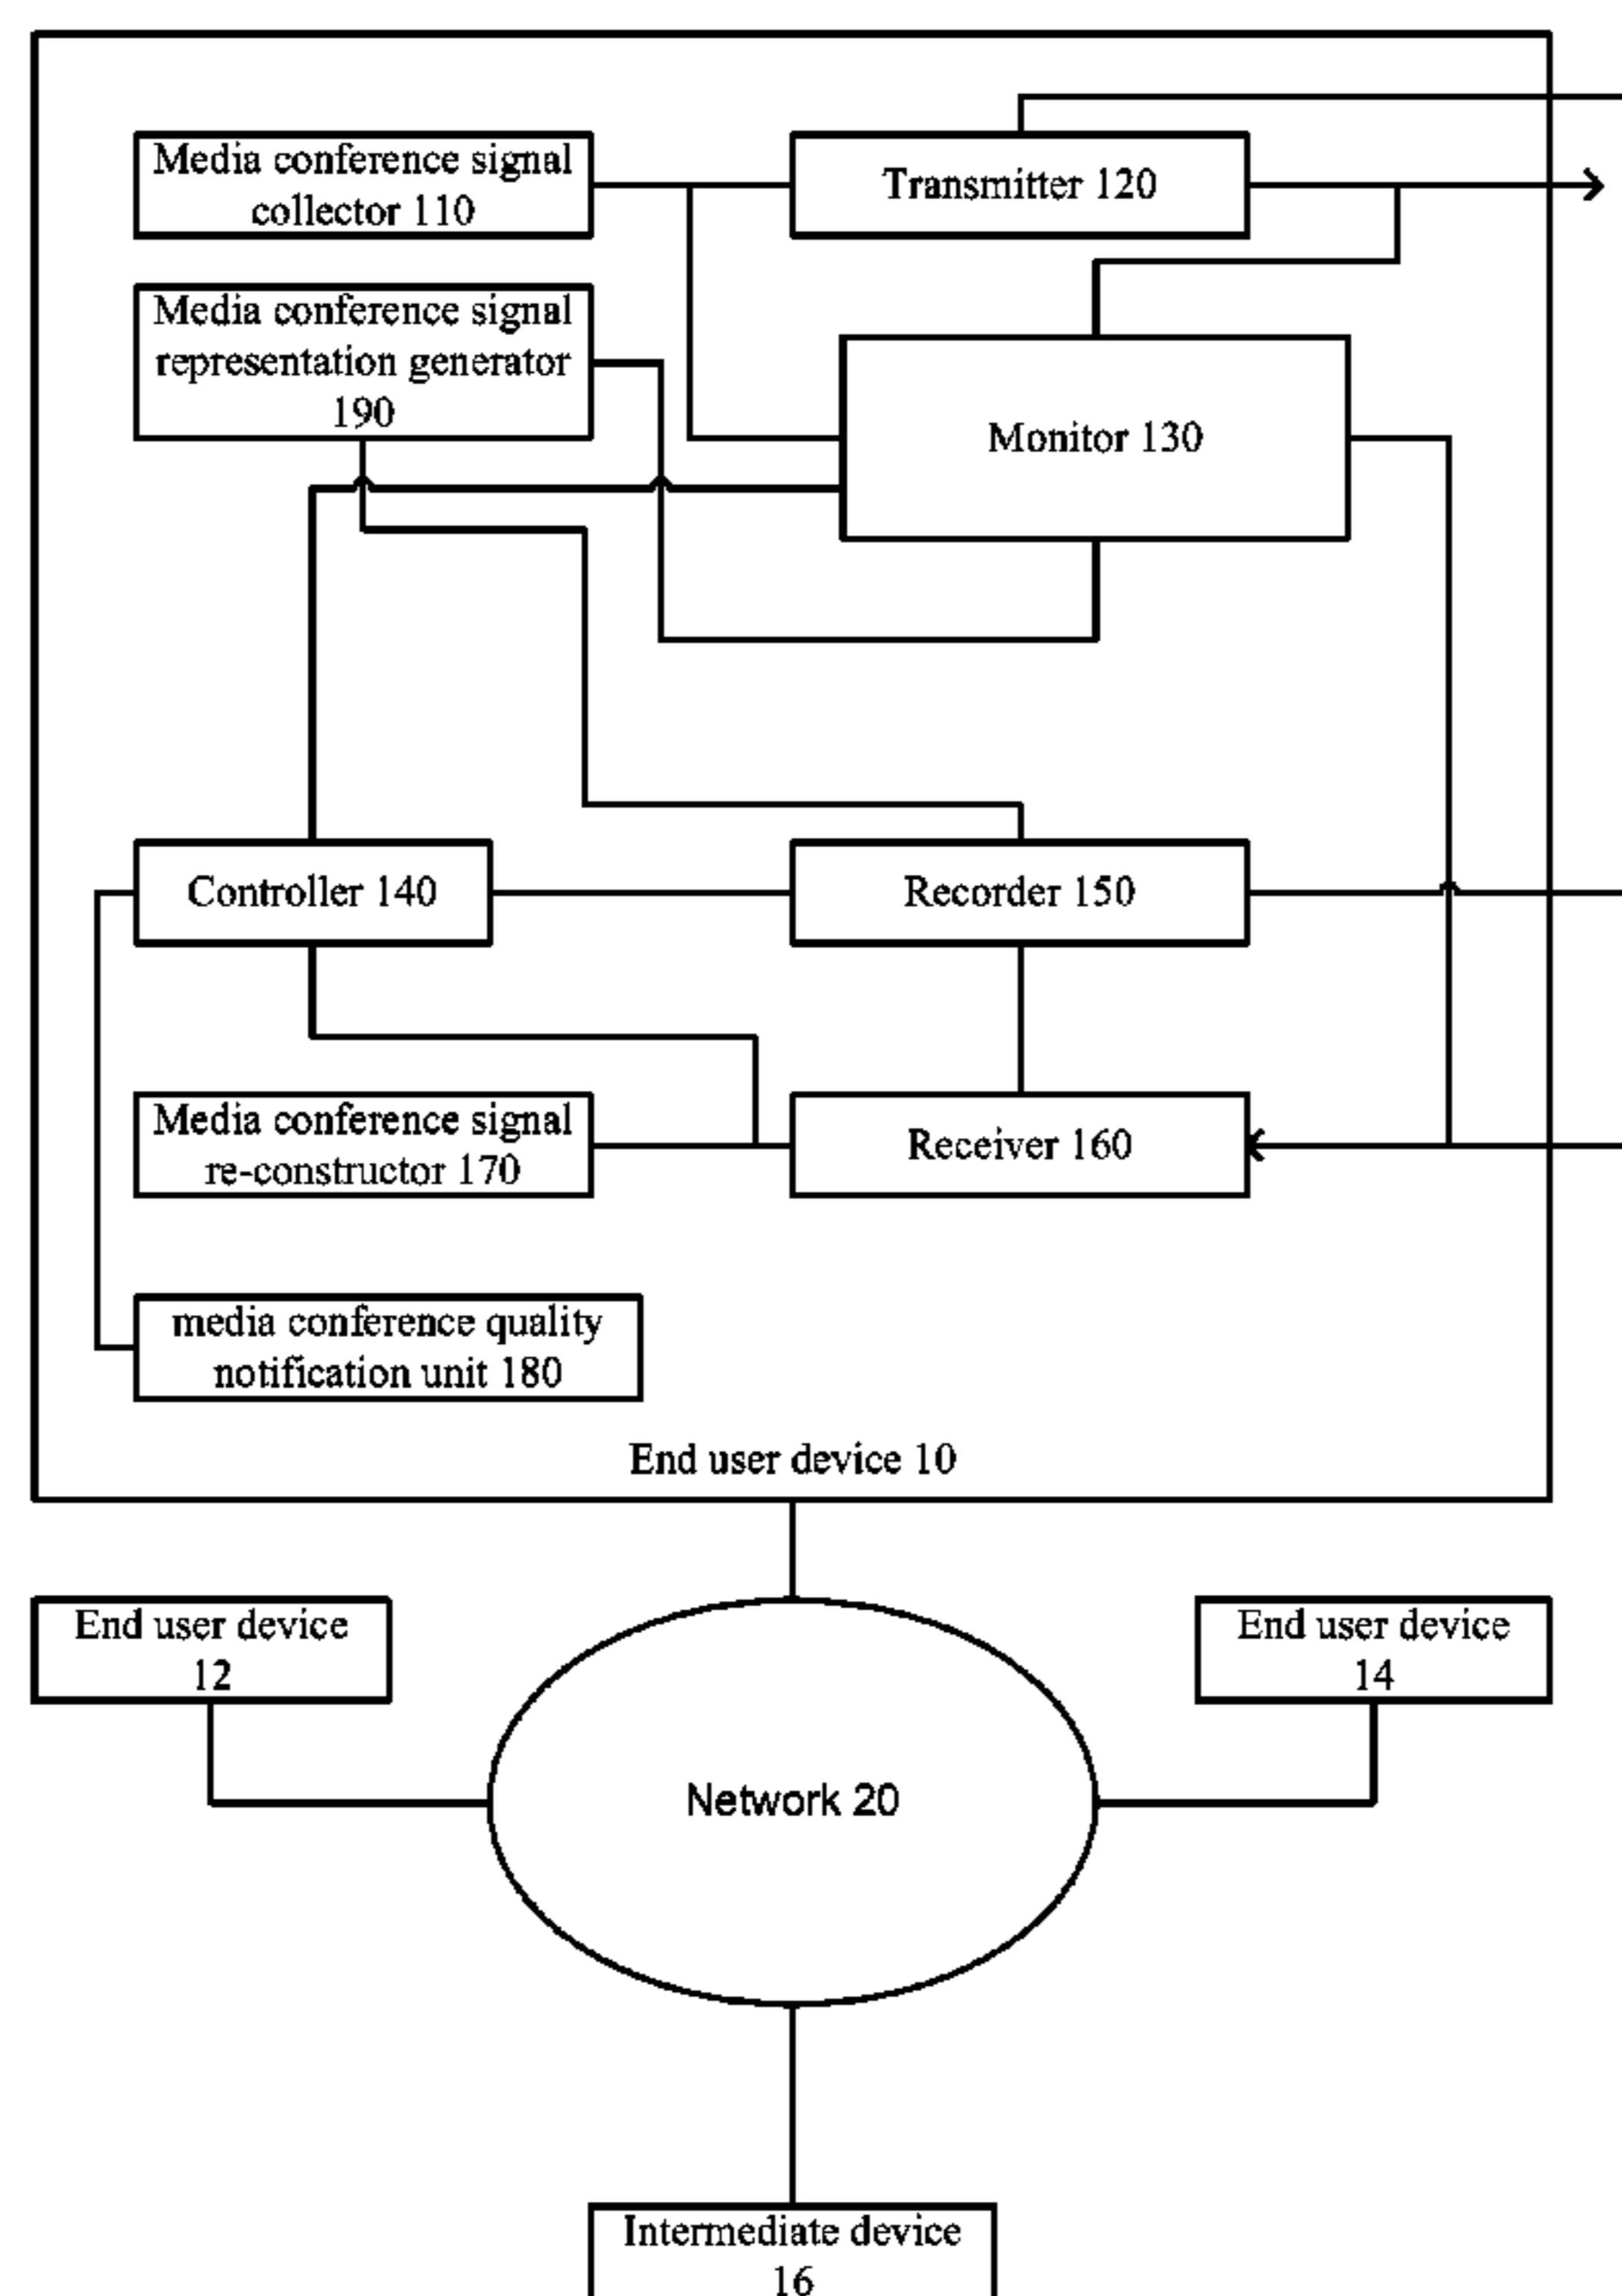 Media conference signal
collector 110
Transmitter 120
Media conference signal
representation generator
190
Monitor 130
Controller 140
Recorder 150
Media conference signal
re-constructor 170
Receiver 160
media conference quality
notification unit 180
End user device 10
End user device
12
End user device
14
Network 20
Intermediate device
16